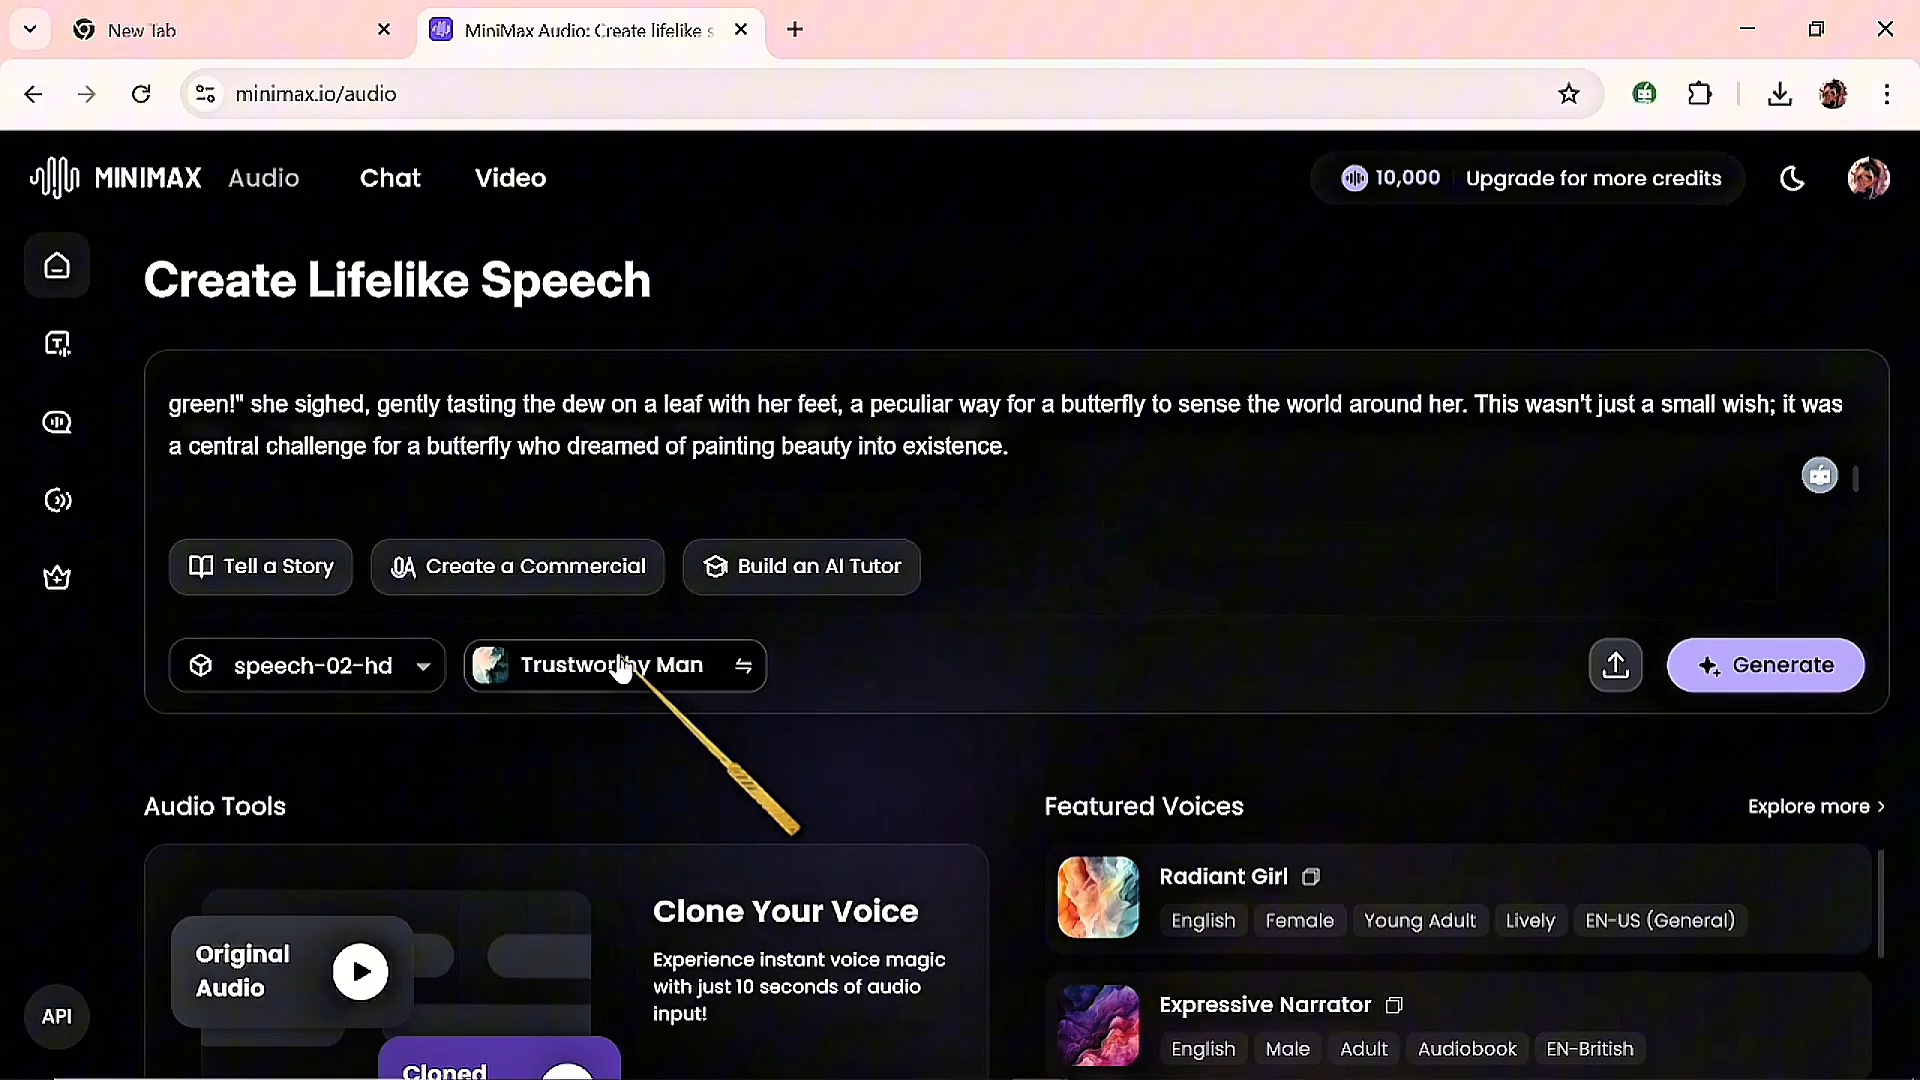 New Tab
MiniMax Audio: Create lifelike s
minimax.io/audio
MINIMAX Audio Chat Video
10,000 Upgrade for more credits
Create Lifelike Speech
green!" she sighed, gently tasting the dew on a leaf with her feet, a peculiar way for a butterfly to sense the world around her. This wasn't just a small wish; it was
a central challenge for a butterfly who dreamed of painting beauty into existence.
Tell a Story
Create a Commercial
Build an AI Tutor
speech-02-hd
Trustworthy Man
Generate
Audio Tools
Original
Audio
Cloned
Clone Your Voice
Experience instant voice magic
with just 10 seconds of audio
input!
Featured Voices
Explore more >
Radiant Girl
English Female Young Adult Lively EN-US (General)
Expressive Narrator
English Male Adult Audiobook EN-British
API